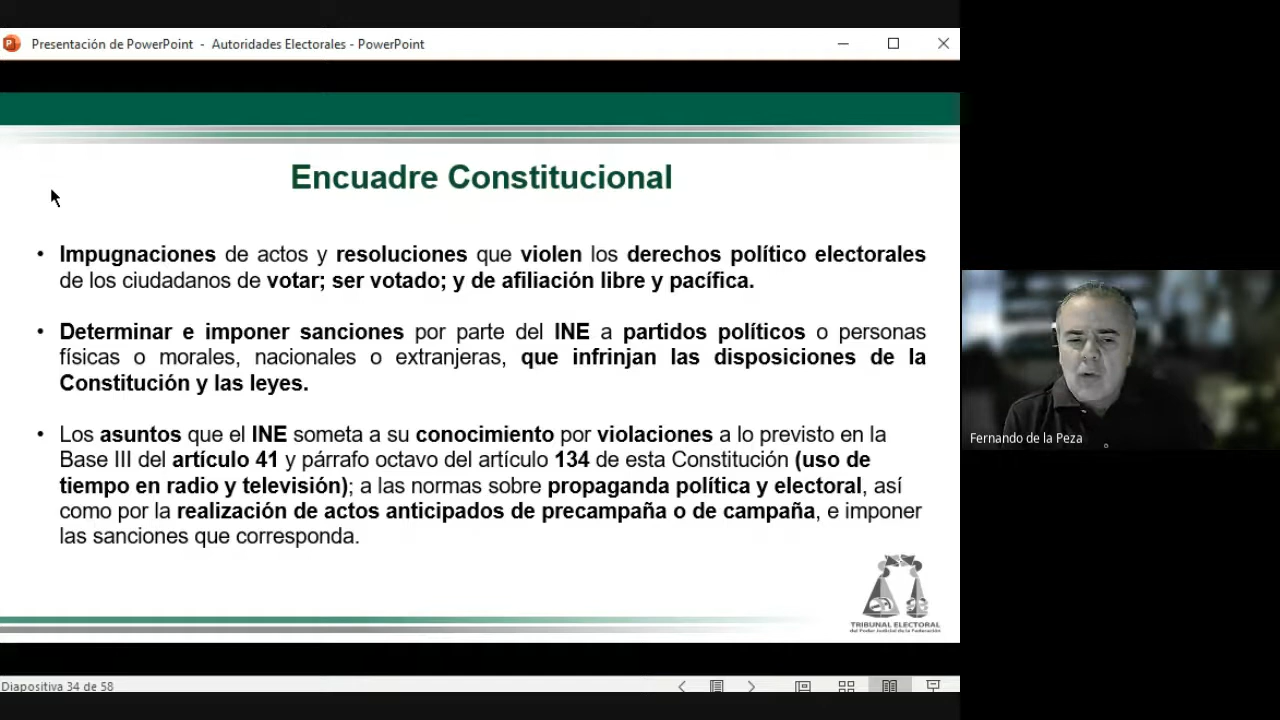 Presentación de PowerPoint - Autoridades Electorales - PowerPoint
Encuadre Constitucional
• Impugnaciones de actos y resoluciones que violen los derechos político electorales
de los ciudadanos de votar; ser votado; y de afiliación libre y pacífica.
• Determinar e imponer sanciones por parte del INE a partidos políticos o personas
físicas o morales, nacionales o extranjeras, que infrinjan las disposiciones de la
Constitución y las leyes.
• Los asuntos que el INE someta a su conocimiento por violaciones a lo previsto en la
Base III del artículo 41 y párrafo octavo del artículo 134 de esta Constitución (uso de
tiempo en radio y televisión); a las normas sobre propaganda política y electoral, así
como por la realización de actos anticipados de precampaña o de campaña, e imponer
las sanciones que corresponda.
TRIBUNAL ELECTORAL
del Poder Judicial de la Federación
Fernando de la Peza
Diapositiva 34 de 58